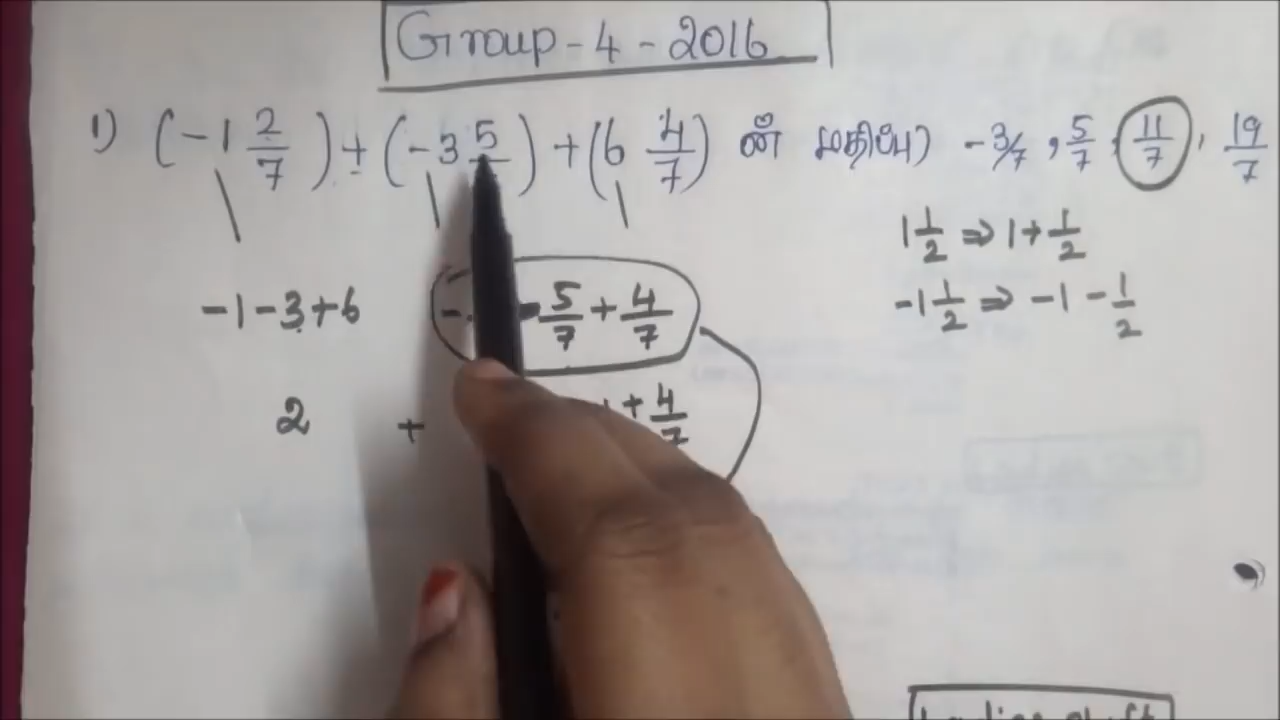 Group - 4 - 2016
1) (-1 2/7) + (-3 5/) + (6 4/7) ன் மதிப்பு) -3/7, 5/7, 11/7, 19/7
1 1/2 ⇒ 1 + 1/2
-1-3+6 - - 5/7 + 4/7 -1 1/2 ⇒ -1 - 1/2
2 + + 4/7